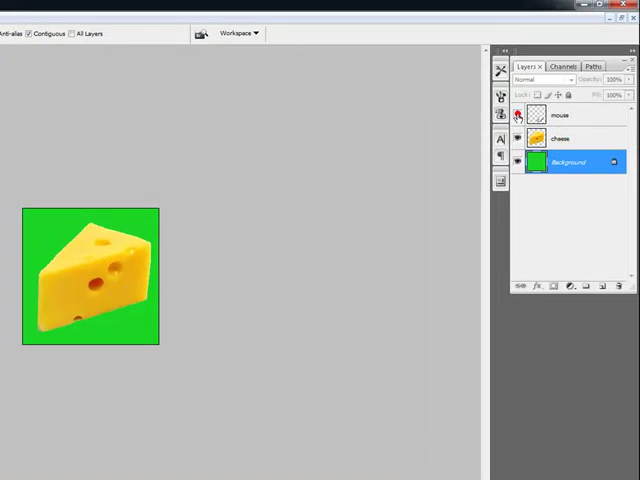 Anti-alias Contiguous All Layers Workspace
Layers × Channels Paths
Normal Opacity: 100%
Lock: Fill: 100%
mouse
cheese
Background